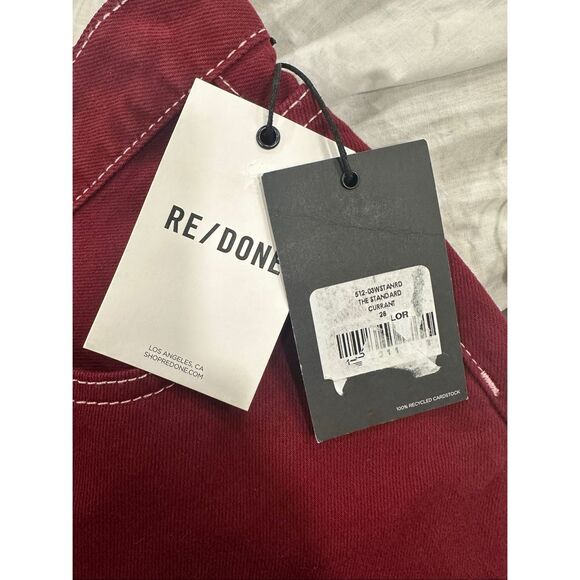 RE/DONE
LOS ANGELES, CA
SHOPREDONE.COM
512-03WSTANRD
THE STANDARD
CURRANT
28
LOR
100% RECYCLED CARDSTOCK